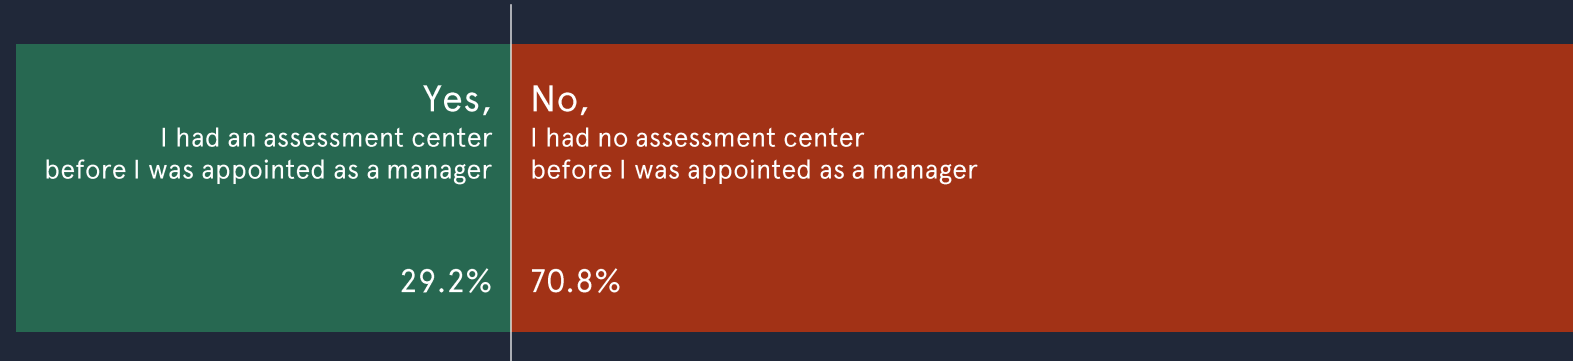 Yes,
I had an assessment center
before I was appointed as a manager
29.2%
No,
I had no assessment center
before I was appointed as a manager
70.8%